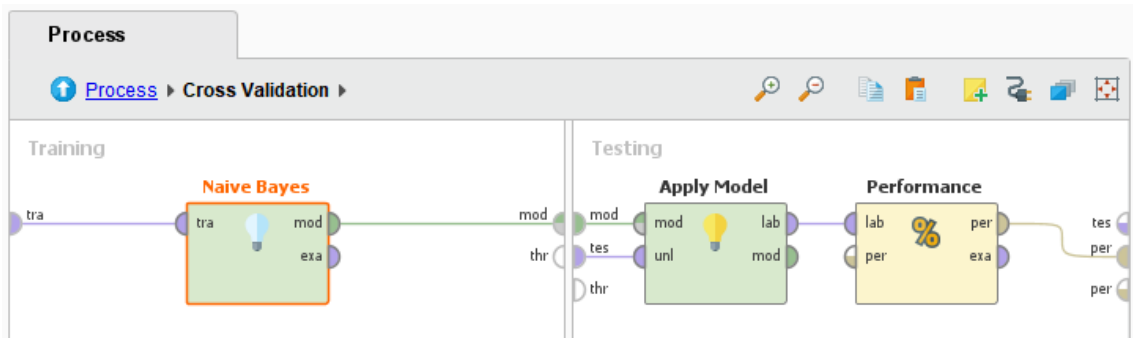 Process
Process Cross Validation
Training
Testing
Naive Bayes
Apply Model
Performance
tra
tra
mod
exa
mod
thr
mod
tes
thr
mod
unl
lab
mod
lab
per
%
per
exa
tes
per
per